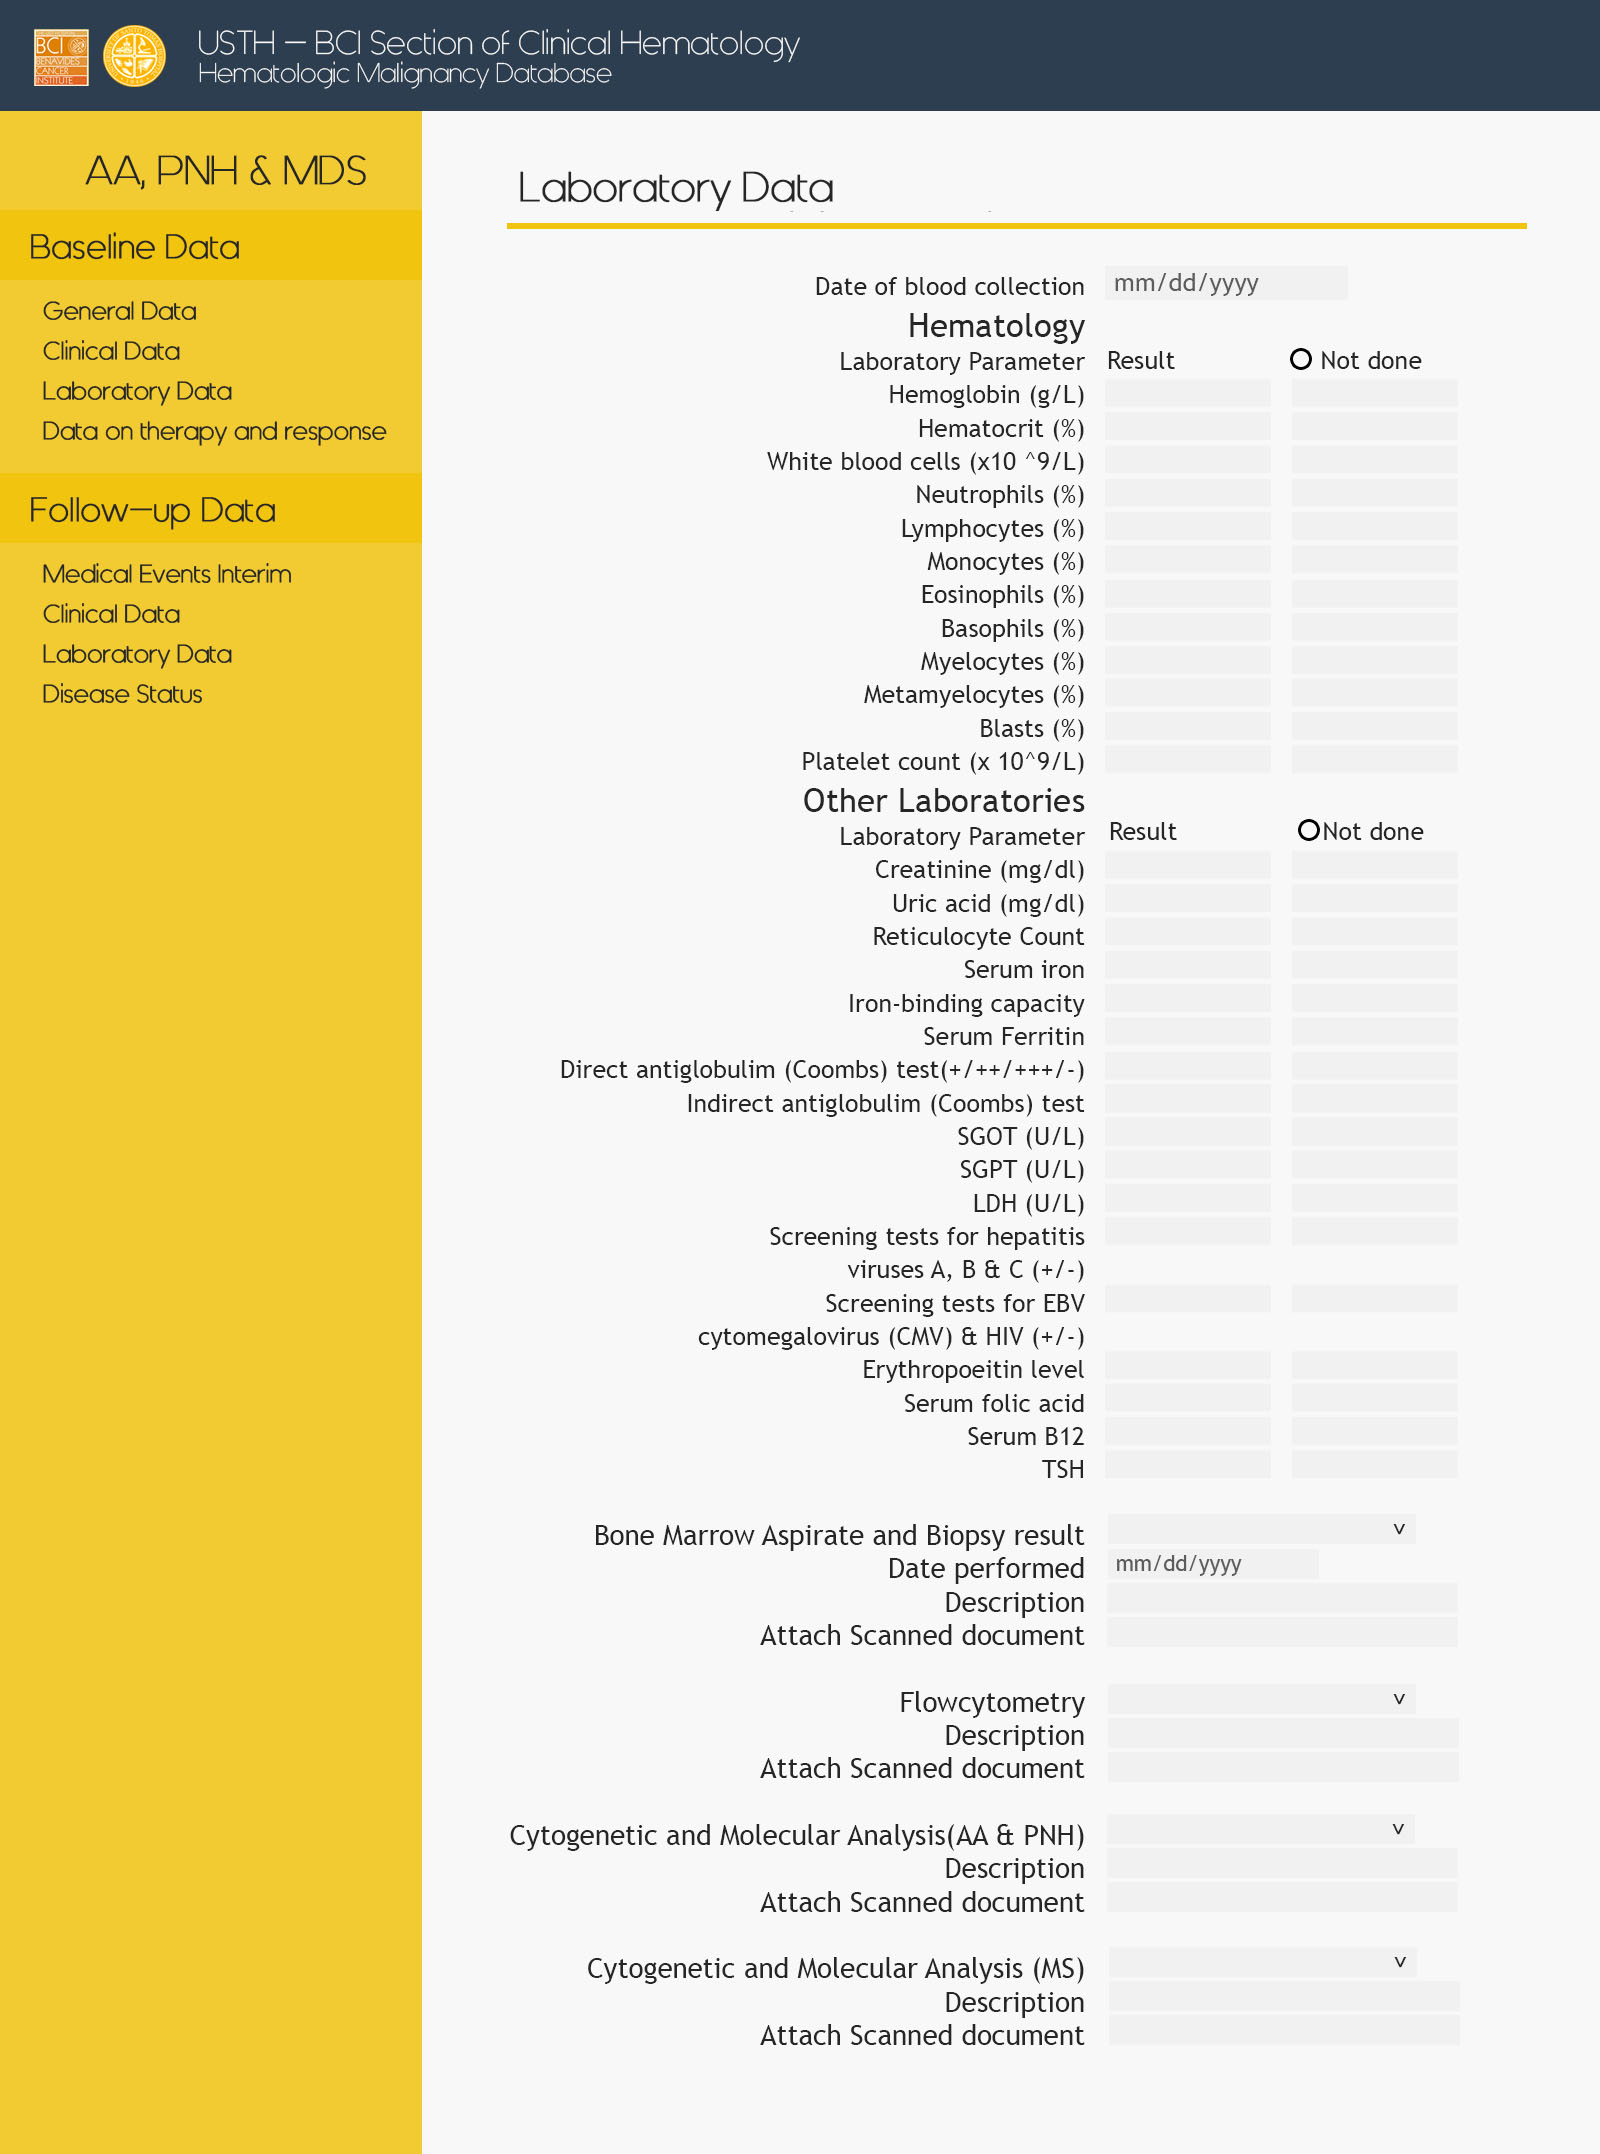 BCI
BENAVIDES
CANCER
INSTITUTE
USTH – BCI Section of Clinical Hematology
Hematologic Malignancy Database
AA, PNH & MDS
Baseline Data
General Data
Clinical Data
Laboratory Data
Data on therapy and response
Follow-up Data
Medical Events Interim
Clinical Data
Laboratory Data
Disease Status
Laboratory Data
Date of blood collection mm/dd/yyyy
Hematology
Laboratory Parameter Result Not done
Hemoglobin (g/L)
Hematocrit (%)
White blood cells (x10 ^9/L)
Neutrophils (%)
Lymphocytes (%)
Monocytes (%)
Eosinophils (%)
Basophils (%)
Myelocytes (%)
Metamyelocytes (%)
Blasts (%)
Platelet count (x 10^9/L)
Other Laboratories
Laboratory Parameter Result Not done
Creatinine (mg/dl)
Uric acid (mg/dl)
Reticulocyte Count
Serum iron
Iron-binding capacity
Serum Ferritin
Direct antiglobulim (Coombs) test(+/++/+++/-)
Indirect antiglobulim (Coombs) test
SGOT (U/L)
SGPT (U/L)
LDH (U/L)
Screening tests for hepatitis
viruses A, B & C (+/-)
Screening tests for EBV
cytomegalovirus (CMV) & HIV (+/-)
Erythropoeitin level
Serum folic acid
Serum B12
TSH
Bone Marrow Aspirate and Biopsy result v
Date performed mm/dd/yyyy
Description
Attach Scanned document
Flowcytometry v
Description
Attach Scanned document
Cytogenetic and Molecular Analysis(AA & PNH) v
Description
Attach Scanned document
Cytogenetic and Molecular Analysis (MS) v
Description
Attach Scanned document